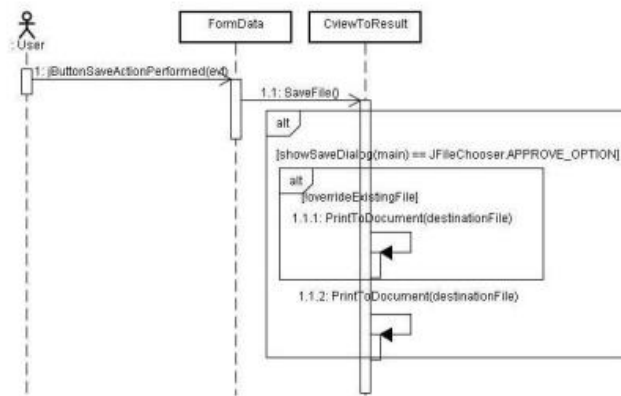 FormData
CviewToResult
: User
1: jButtonSaveActionPerformed(evt)
1.1: SaveFile()
alt
[showSaveDialog(main) == JFileChooser.APPROVE_OPTION]
alt
[!overrideExistingFile]
1.1.1: PrintToDocument(destinationFile)
1.1.2: PrintToDocument(destinationFile)